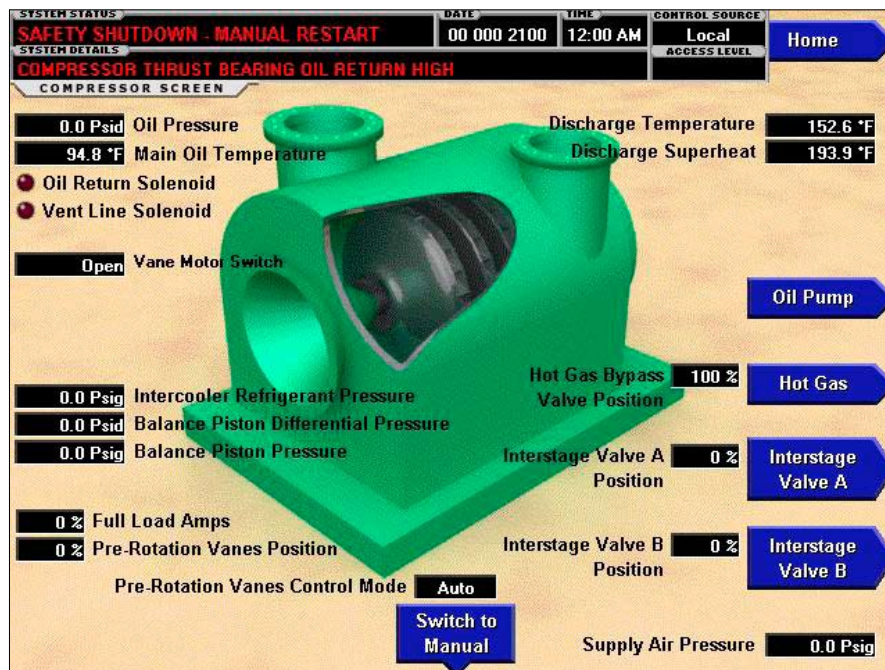 SYSTEM STATUS
SAFETY SHUTDOWN - MANUAL RESTART
DATE
00 000 2100
TIME
12:00 AM
CONTROL SOURCE
Local
Home
SYSTEM DETAILS
COMPRESSOR THRUST BEARING OIL RETURN HIGH
ACCESS LEVEL
COMPRESSOR SCREEN
0.0 Psid Oil Pressure
Discharge Temperature 152.6 °F
94.8 °F Main Oil Temperature
Discharge Superheat 193.9 °F
Oil Return Solenoid
Vent Line Solenoid
Open Vane Motor Switch
Oil Pump
Hot Gas Bypass
Valve Position
100 %
Hot Gas
0.0 Psig Intercooler Refrigerant Pressure
0.0 Psid Balance Piston Differential Pressure
0.0 Psig Balance Piston Pressure
Interstage Valve A
Position
0 %
Interstage
Valve A
0 % Full Load Amps
0 % Pre-Rotation Vanes Position
Interstage Valve B
Position
0 %
Interstage
Valve B
Pre-Rotation Vanes Control Mode Auto
Switch to
Manual
Supply Air Pressure 0.0 Psig